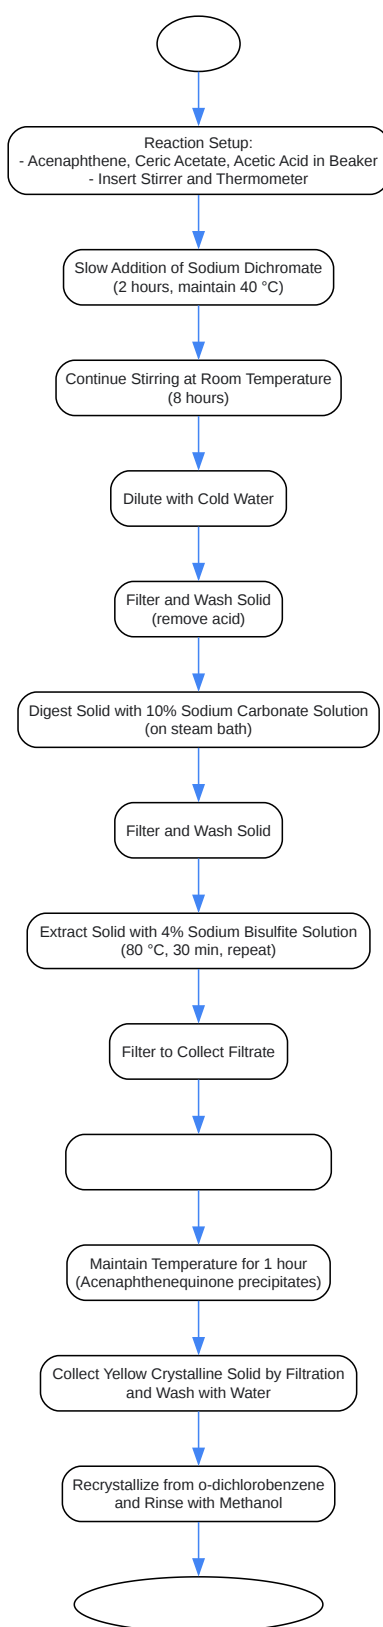 Reaction Setup:
- Acenaphthene, Ceric Acetate, Acetic Acid in Beaker
- Insert Stirrer and Thermometer
Slow Addition of Sodium Dichromate
(2 hours, maintain 40 °C)
Continue Stirring at Room Temperature
(8 hours)
Dilute with Cold Water
Filter and Wash Solid
(remove acid)
Digest Solid with 10% Sodium Carbonate Solution
(on steam bath)
Filter and Wash Solid
Extract Solid with 4% Sodium Bisulfite Solution
(80 °C, 30 min, repeat)
Filter to Collect Filtrate
Maintain Temperature for 1 hour
(Acenaphthenequinone precipitates)
Collect Yellow Crystalline Solid by Filtration
and Wash with Water
Recrystallize from o-dichlorobenzene
and Rinse with Methanol